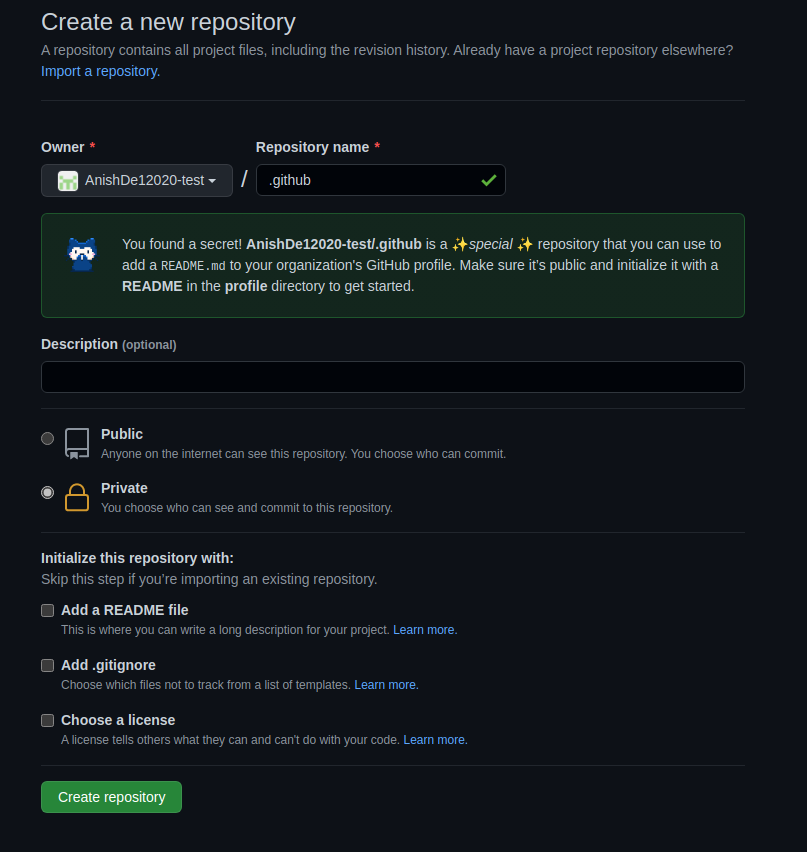 Create a new repository
A repository contains all project files, including the revision history. Already have a project repository elsewhere?
Import a repository.
Owner * Repository name *
AnishDe12020-test / .github
You found a secret! AnishDe12020-test/.github is a ✨special ✨ repository that you can use to
add a README.md to your organization's GitHub profile. Make sure it's public and initialize it with a
README in the profile directory to get started.
Description (optional)
Public
Anyone on the internet can see this repository. You choose who can commit.
Private
You choose who can see and commit to this repository.
Initialize this repository with:
Skip this step if you're importing an existing repository.
Add a README file
This is where you can write a long description for your project. Learn more.
Add .gitignore
Choose which files not to track from a list of templates. Learn more.
Choose a license
A license tells others what they can and can't do with your code. Learn more.
Create repository